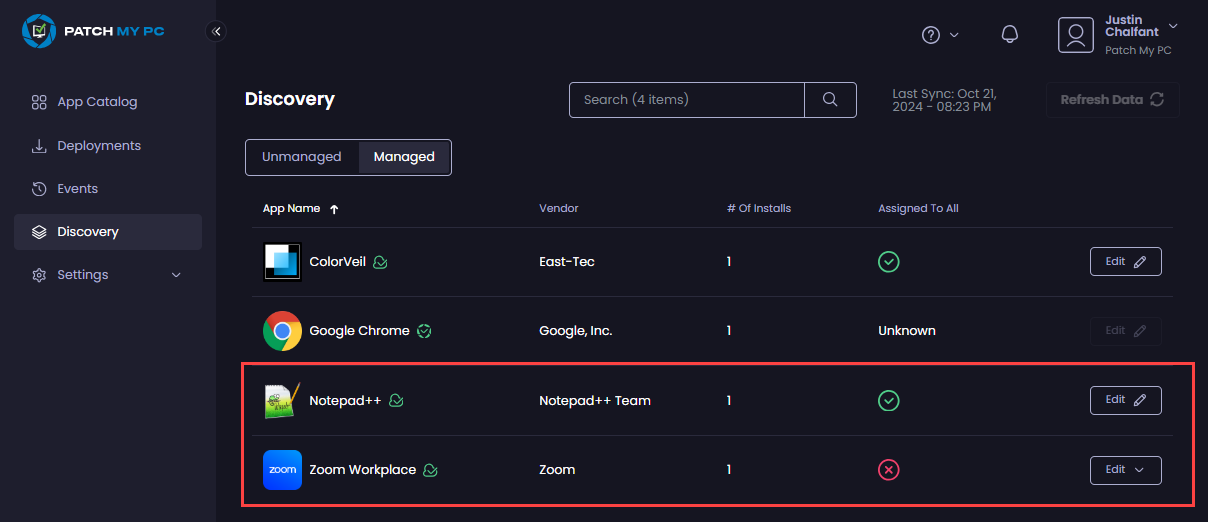 PATCH MY PC
Justin
Chalfant
Patch My PC
App Catalog
Deployments
Events
Discovery
Settings
Discovery
Search (4 items)
Last Sync: Oct 21,
2024 - 08:23 PM
Refresh Data
Unmanaged Managed
App Name # Of Installs Vendor Assigned To All
ColorVeil East-Tec 1 Edit
Google Chrome Google, Inc. 1 Unknown Edit
Notepad++ Notepad++ Team 1 Edit
zoom Zoom Workplace Zoom 1 Edit